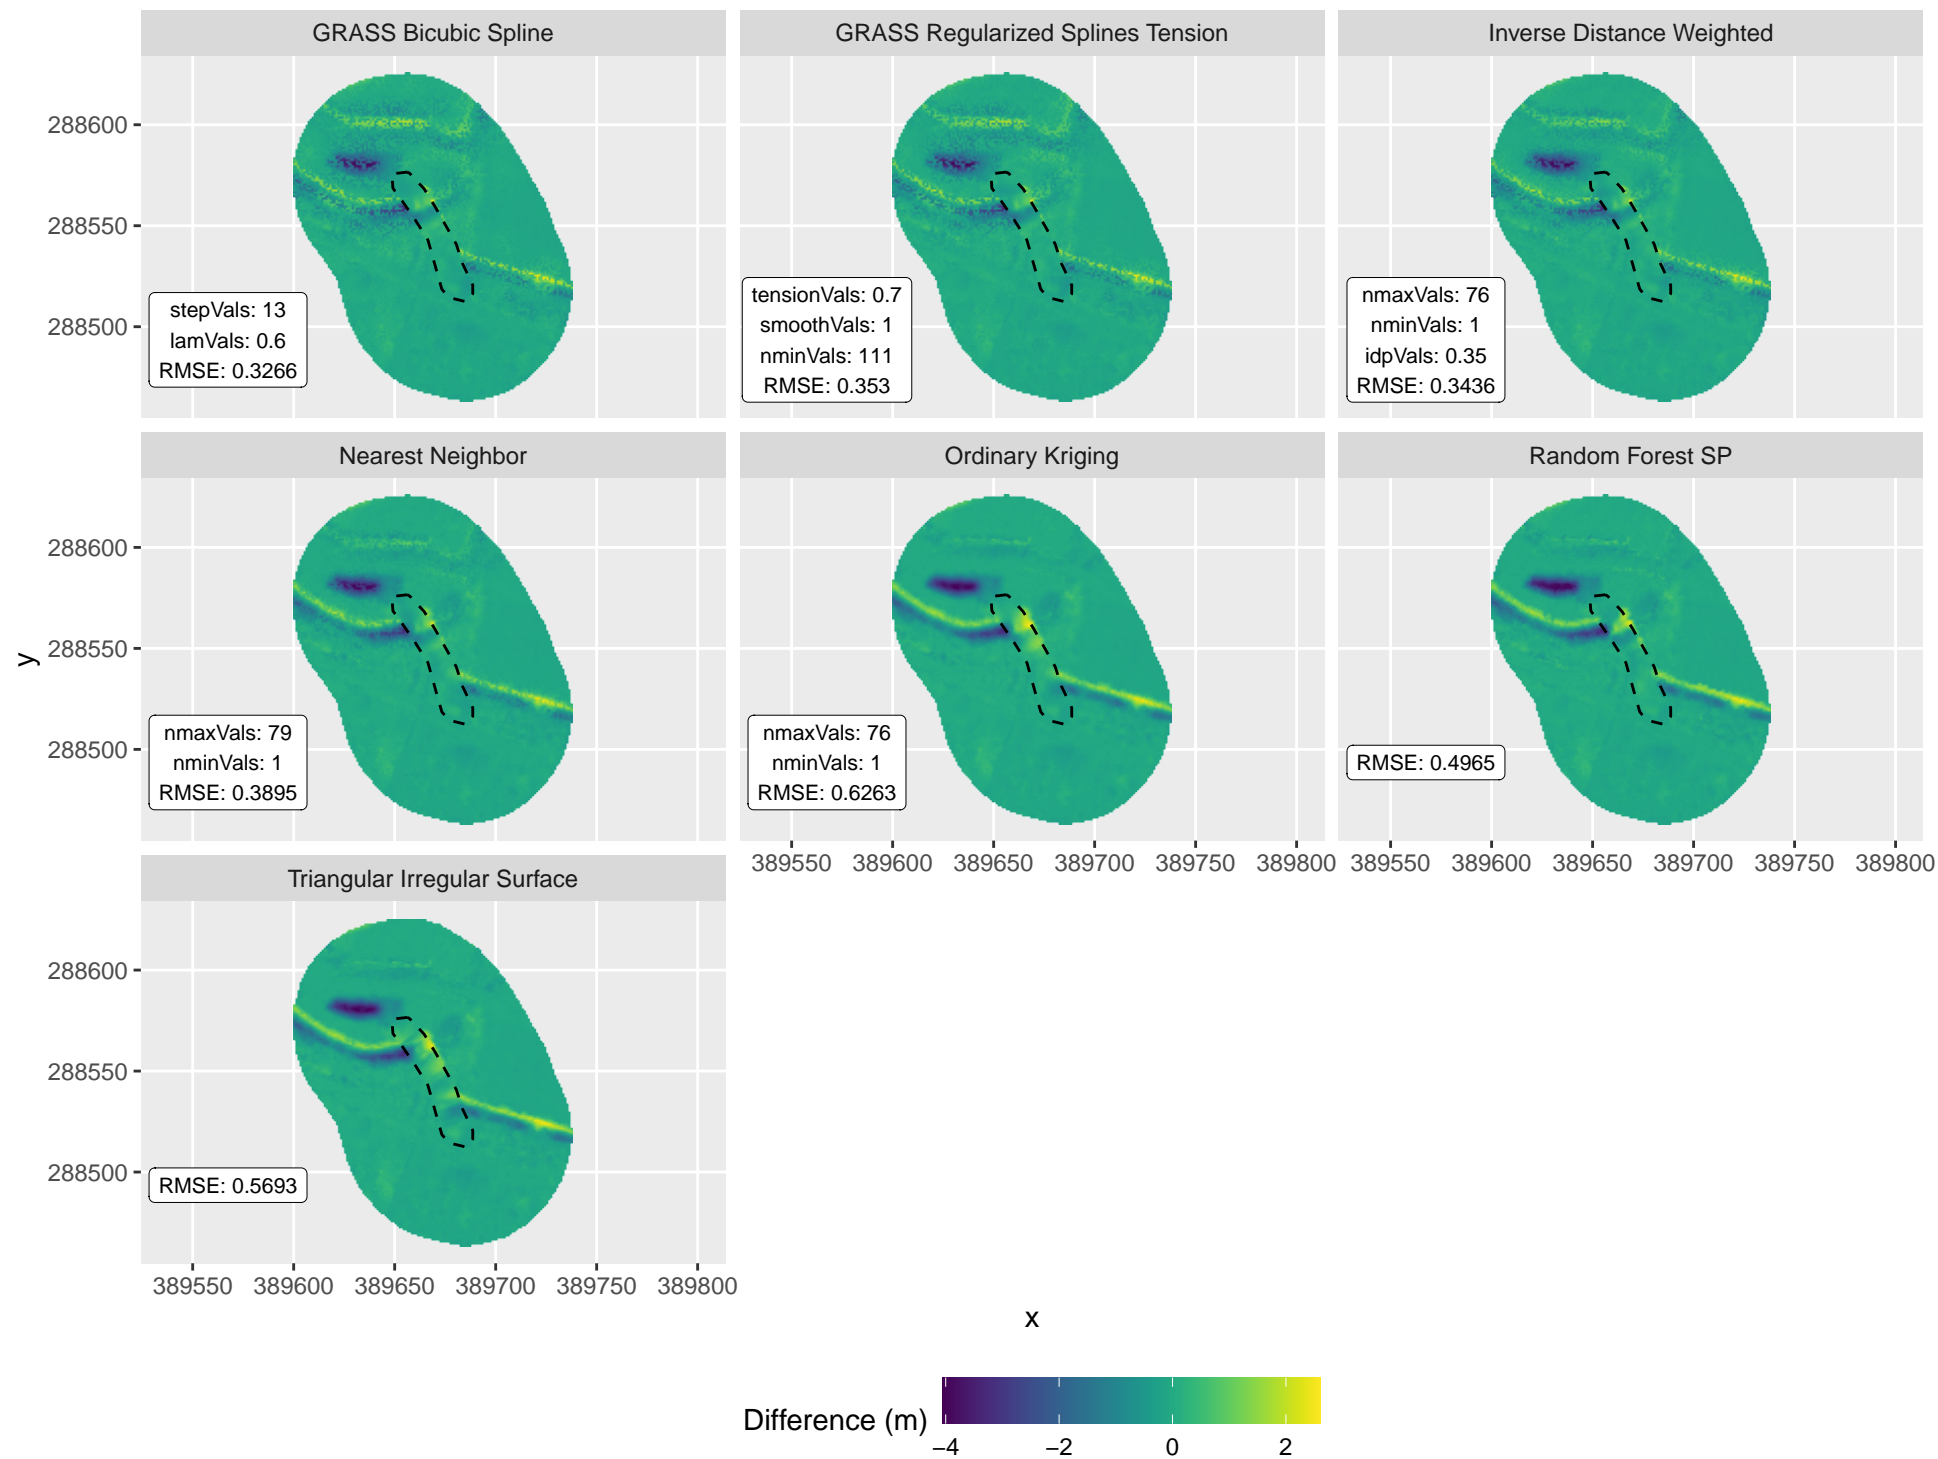 GRASS Bicubic Spline
GRASS Regularized Splines Tension
Inverse Distance Weighted
288600
288550
288500
stepVals: 13
lamVals: 0.6
RMSE: 0.3266
tensionVals: 0.7
smoothVals: 1
nminVals: 111
RMSE: 0.353
nmaxVals: 76
nminVals: 1
idpVals: 0.35
RMSE: 0.3436
Nearest Neighbor
Ordinary Kriging
Random Forest SP
288600
288550
288500
y
nmaxVals: 79
nminVals: 1
RMSE: 0.3895
nmaxVals: 76
nminVals: 1
RMSE: 0.6263
RMSE: 0.4965
389550 389600 389650 389700 389750 389800
389550 389600 389650 389700 389750 389800
Triangular Irregular Surface
288600
288550
288500
RMSE: 0.5693
389550 389600 389650 389700 389750 389800
x
Difference (m)
−4 −2 0 2